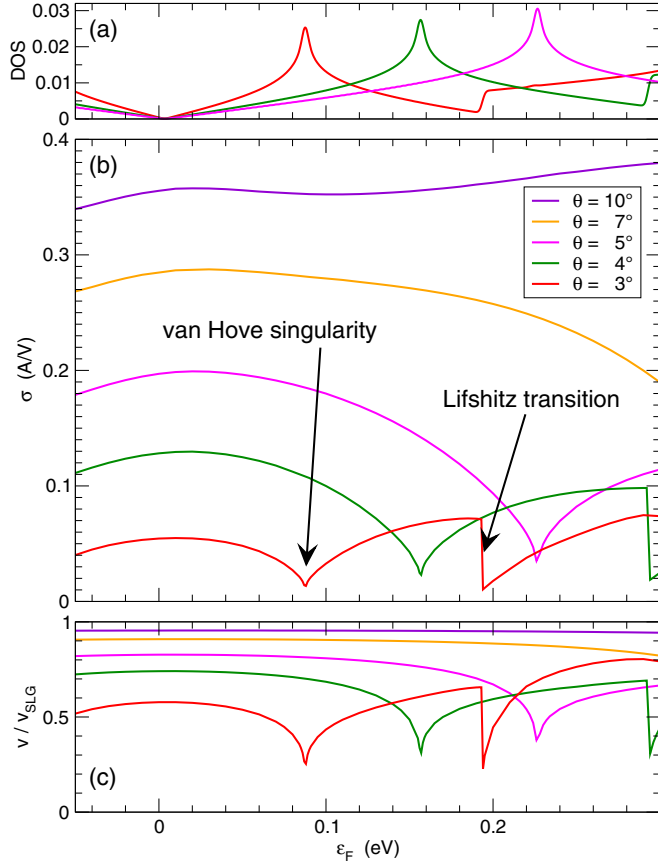 (a)
DOS
0.03
0.02
0.01
0
(b)
0.4
0.3
0.2
0.1
0
σ (A/V)
θ = 10°
θ = 7°
θ = 5°
θ = 4°
θ = 3°
van Hove singularity
Lifshitz transition
1
0.5
0
v / v_SLG
(c)
0
0.1
0.2
ε_F (eV)